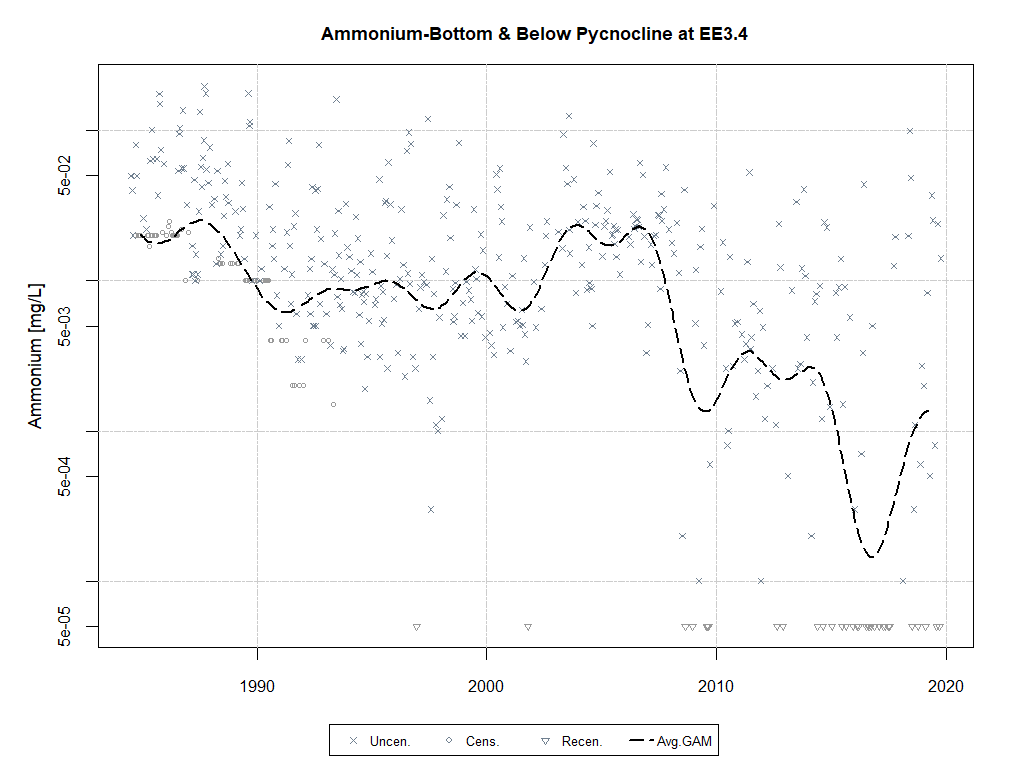 Ammonium-Bottom & Below Pycnocline at EE3.4
Ammonium [mg/L]
5e-02
5e-03
5e-04
5e-05
1990 2000 2010 2020
Uncen. Cens. Recen. Avg.GAM